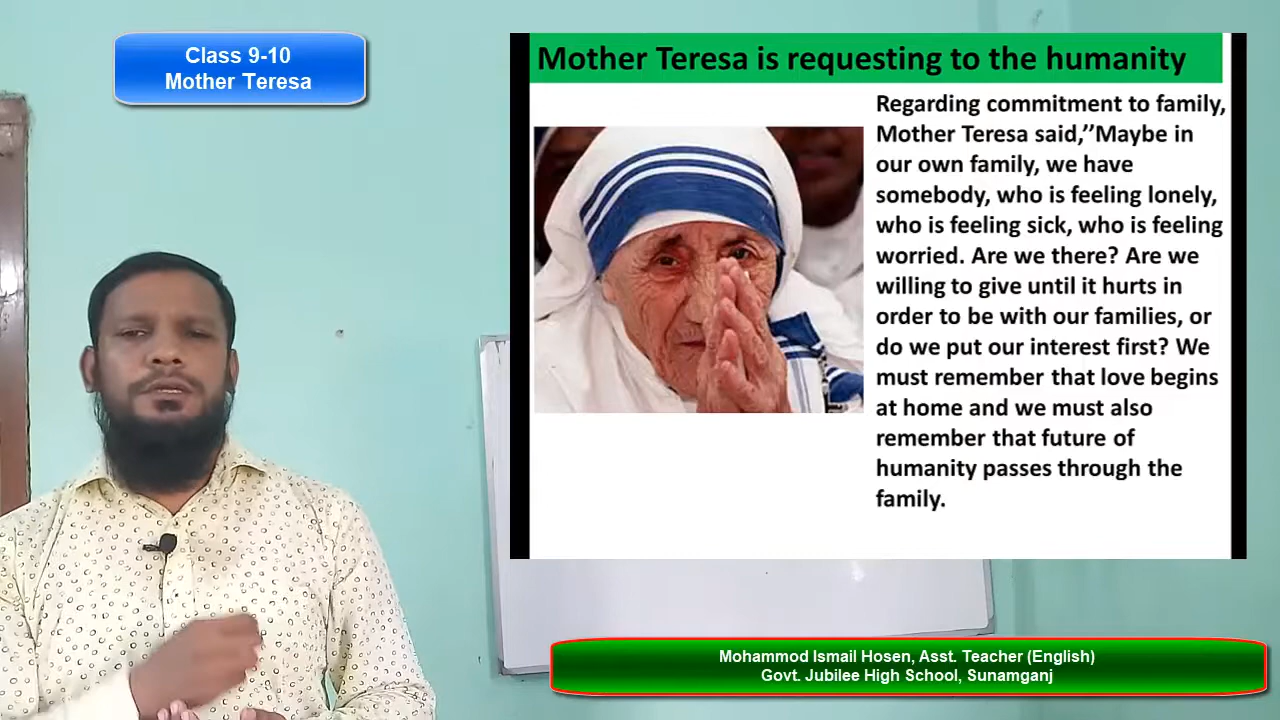 Class 9-10
Mother Teresa
Mother Teresa is requesting to the humanity
Regarding commitment to family,
Mother Teresa said,’’Maybe in
our own family, we have
somebody, who is feeling lonely,
who is feeling sick, who is feeling
worried. Are we there? Are we
willing to give until it hurts in
order to be with our families, or
do we put our interest first? We
must remember that love begins
at home and we must also
remember that future of
humanity passes through the
family.
Mohammod Ismail Hosen, Asst. Teacher (English)
Govt. Jubilee High School, Sunamganj